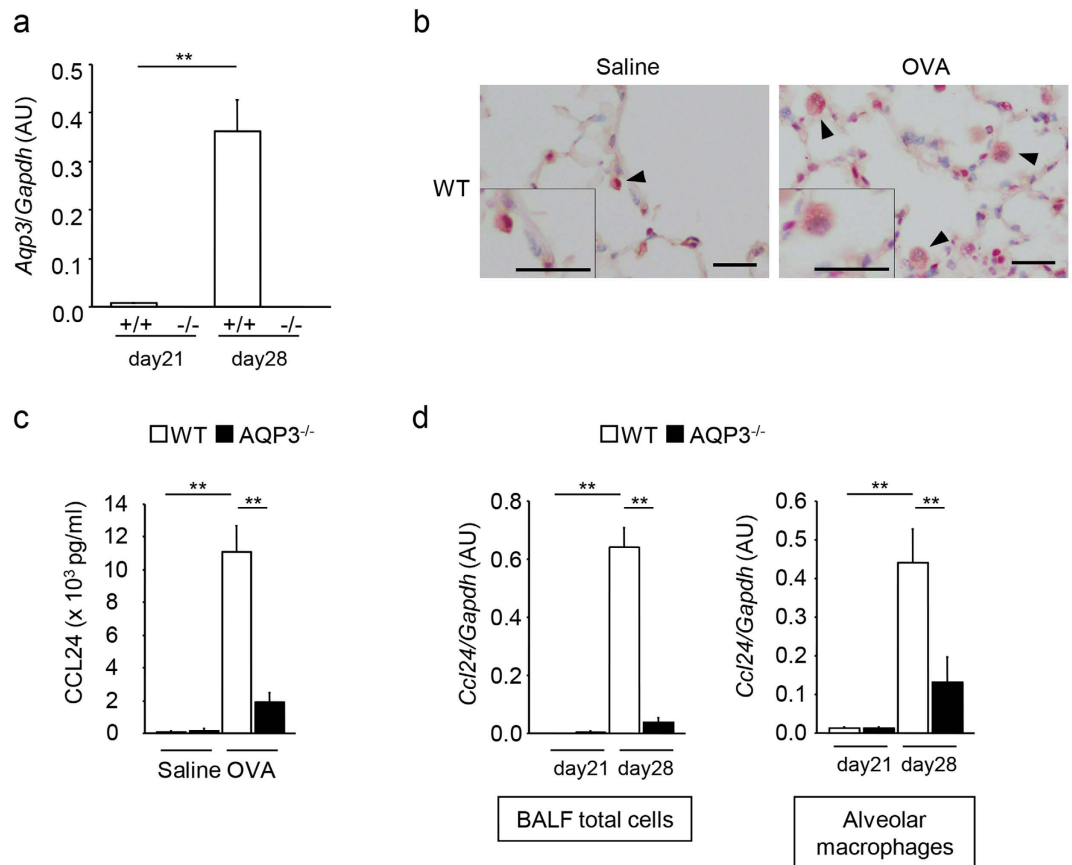 a
**
Aqp3/Gapdh (AU)
0.5
0.4
0.3
0.2
0.1
0.0
+/+ -/- +/+ -/-
day21 day28
b
Saline OVA
WT
c
WT AQP3-/-
**
**
CCL24 (x 10³ pg/ml)
14
12
10
8
6
4
2
0
Saline OVA
d
WT AQP3-/-
**
**
Ccl24/Gapdh (AU)
0.8
0.6
0.4
0.2
0.0
day21 day28
BALF total cells
**
**
Ccl24/Gapdh (AU)
0.6
0.5
0.4
0.3
0.2
0.1
0.0
day21 day28
Alveolar
macrophages